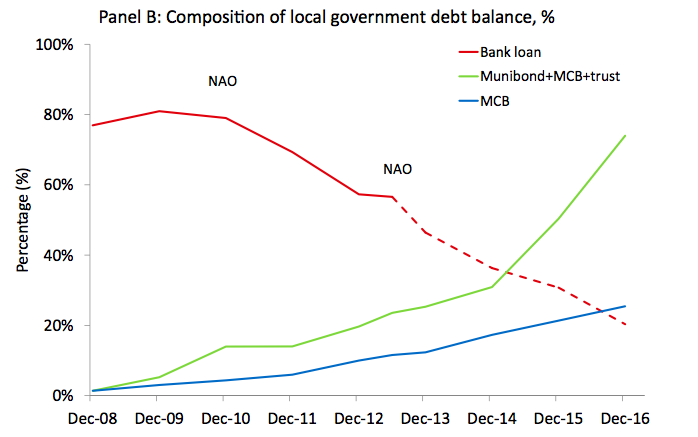 Panel B: Composition of local government debt balance, %
100%
80%
60%
40%
20%
0%
Percentage (%)
NAO
NAO
Bank loan
Munibond+MCB+trust
MCB
Dec-08 Dec-09 Dec-10 Dec-11 Dec-12 Dec-13 Dec-14 Dec-15 Dec-16